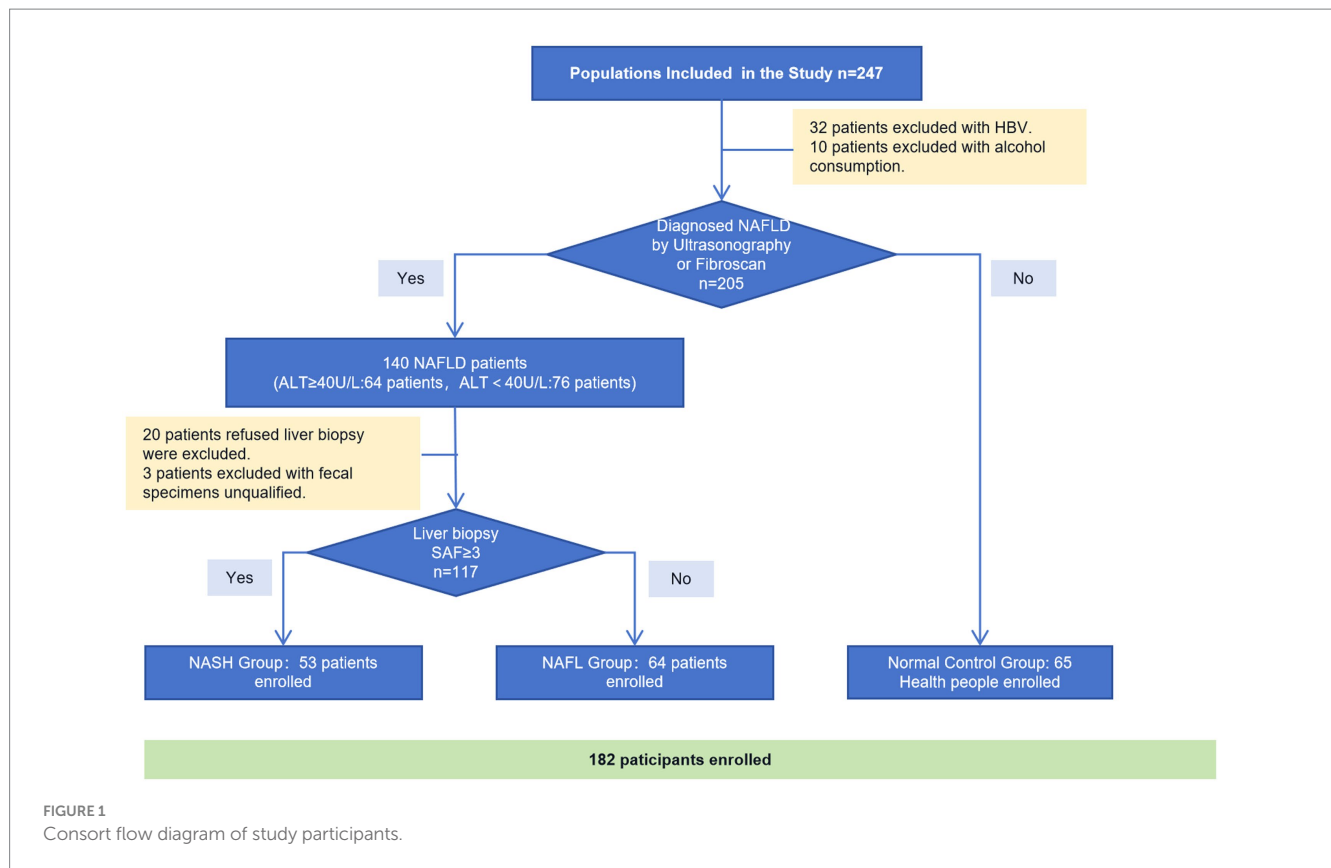 Populations Included in the Study n=247
32 patients excluded with HBV.
10 patients excluded with alcohol
consumption.
Diagnosed NAFLD
by Ultrasonography
or Fibroscan
n=205
Yes
No
140 NAFLD patients
(ALT≥40U/L:64 patients, ALT < 40U/L:76 patients)
20 patients refused liver biopsy
were excluded.
3 patients excluded with fecal
specimens unqualified.
Liver biopsy
SAF≥3
n=117
Yes
No
NASH Group: 53 patients
enrolled
NAFL Group: 64 patients
enrolled
Normal Control Group: 65
Health people enrolled
182 paticipants enrolled
FIGURE 1
Consort flow diagram of study participants.